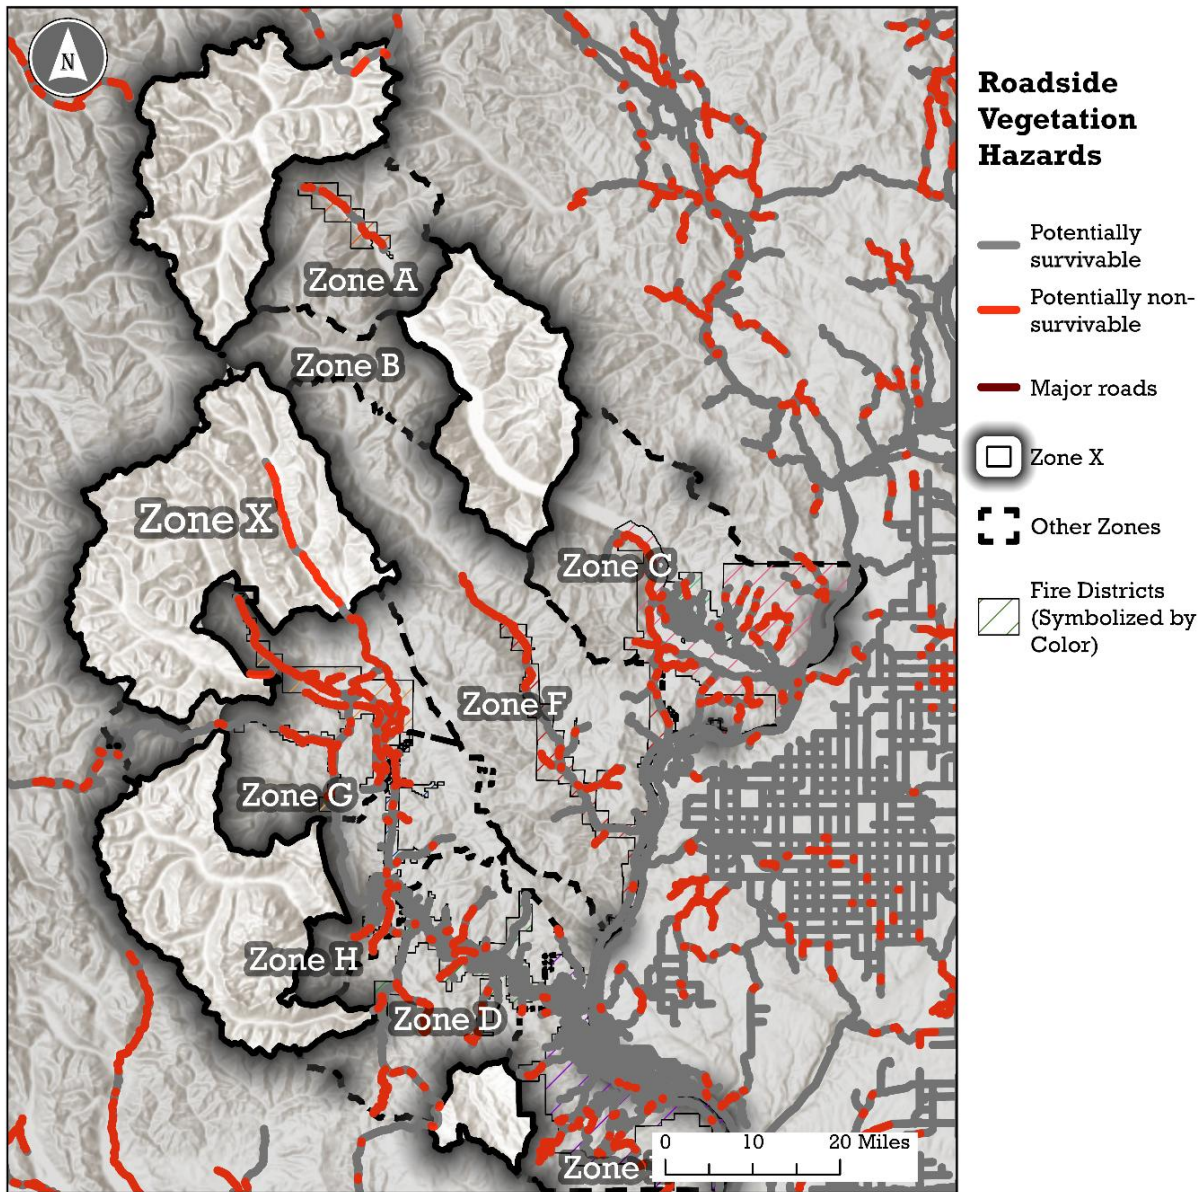 N
Zone A
Zone B
Zone X
Zone C
Zone F
Zone G
Zone H
Zone D
Zone
0 10 20 Miles
Roadside
Vegetation
Hazards
Potentially
survivable
Potentially non-
survivable
Major roads
Zone X
Other Zones
Fire Districts
(Symbolized by
Color)